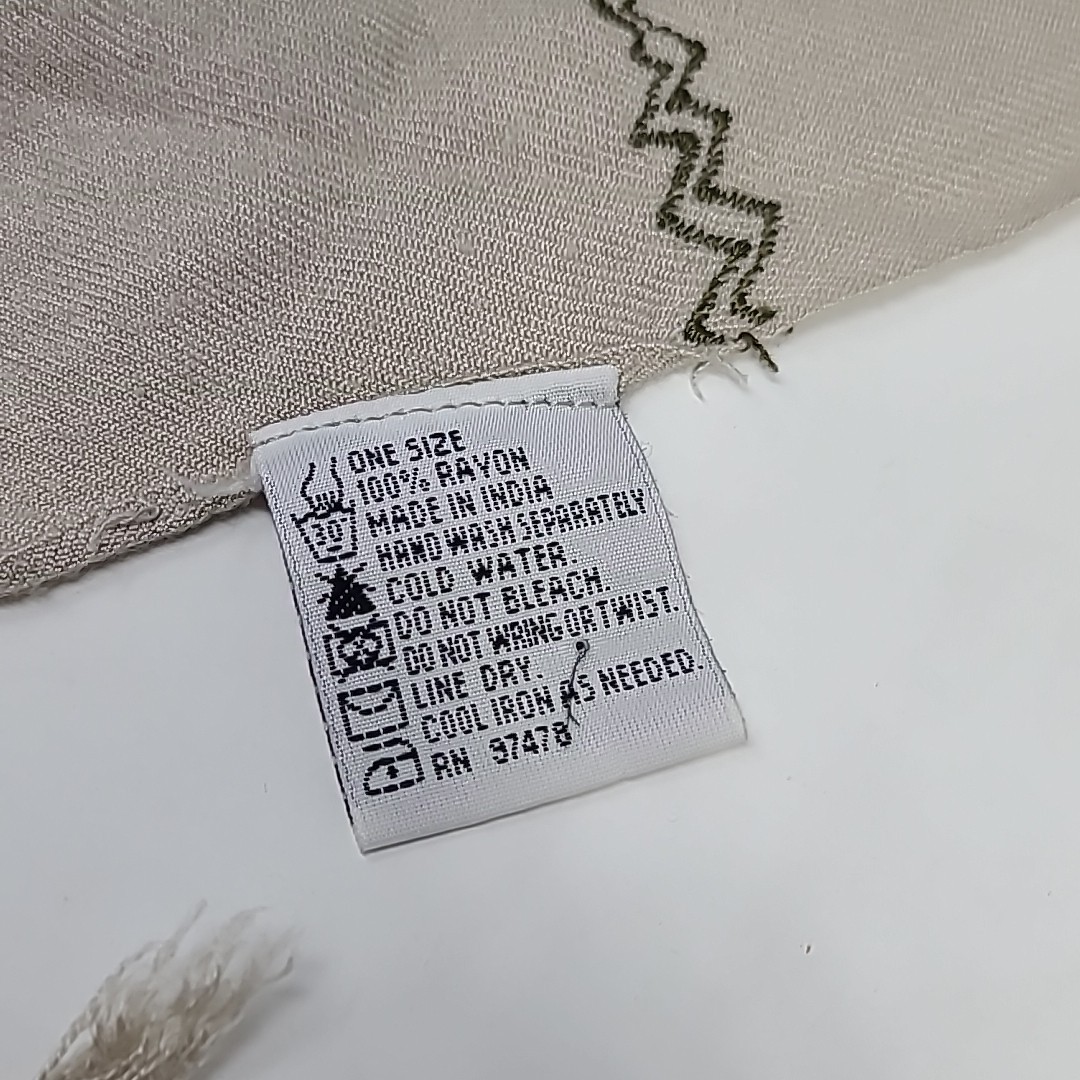 ONE SIZE
100% RAYON
MADE IN INDIA
HAND WASH SEPARATELY
COLD WATER.
DO NOT BLEACH.
DO NOT WRING OR TWIST.
LINE DRY.
COOL IRON AS NEEDED.
RN 97478
30